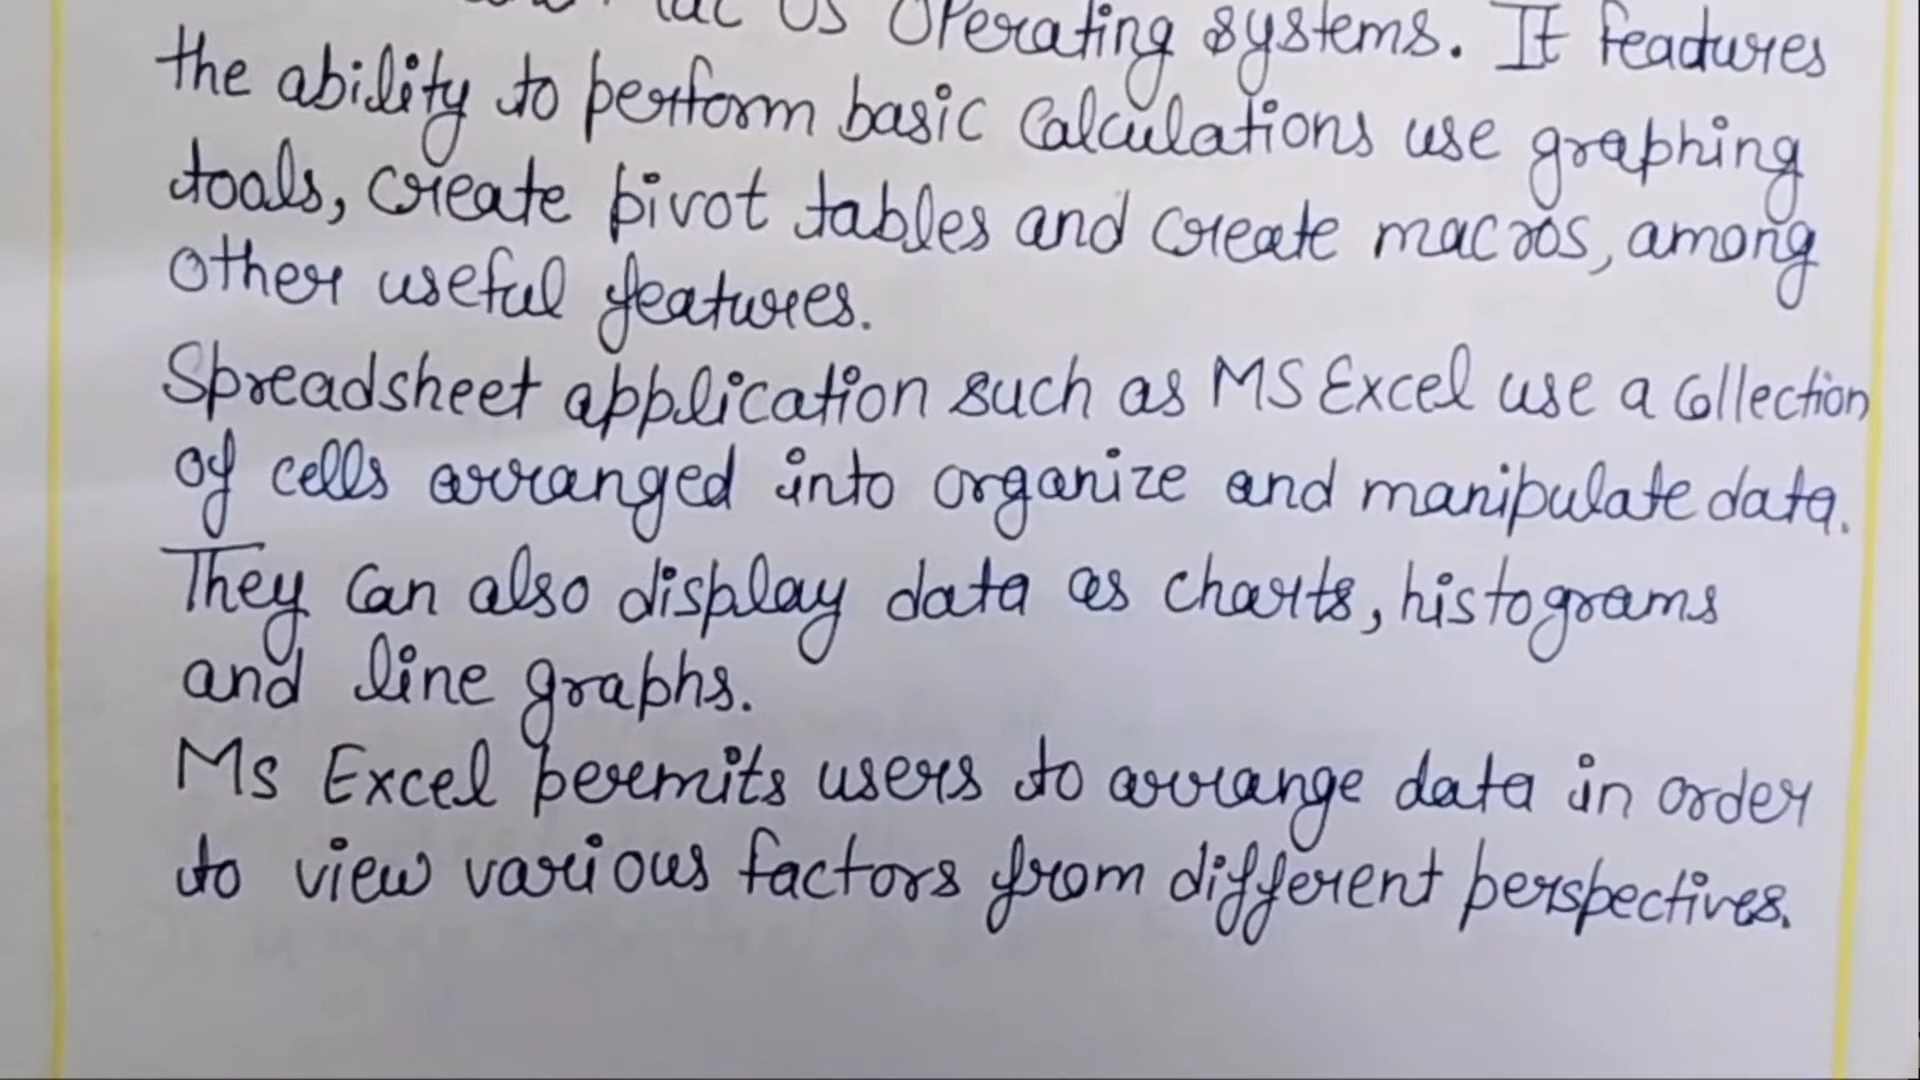 Mac OS Operating systems. It features
the ability to perform basic Calculations use graphing
tools, create pivot tables and create macros, among
other useful features.
Spreadsheet application such as MS Excel use a Collection
of cells arranged into organize and manipulate data.
They Can also display data as charts, histograms
and line graphs.
Ms Excel permits users to arrange data in order
to view various factors from different perspectives.